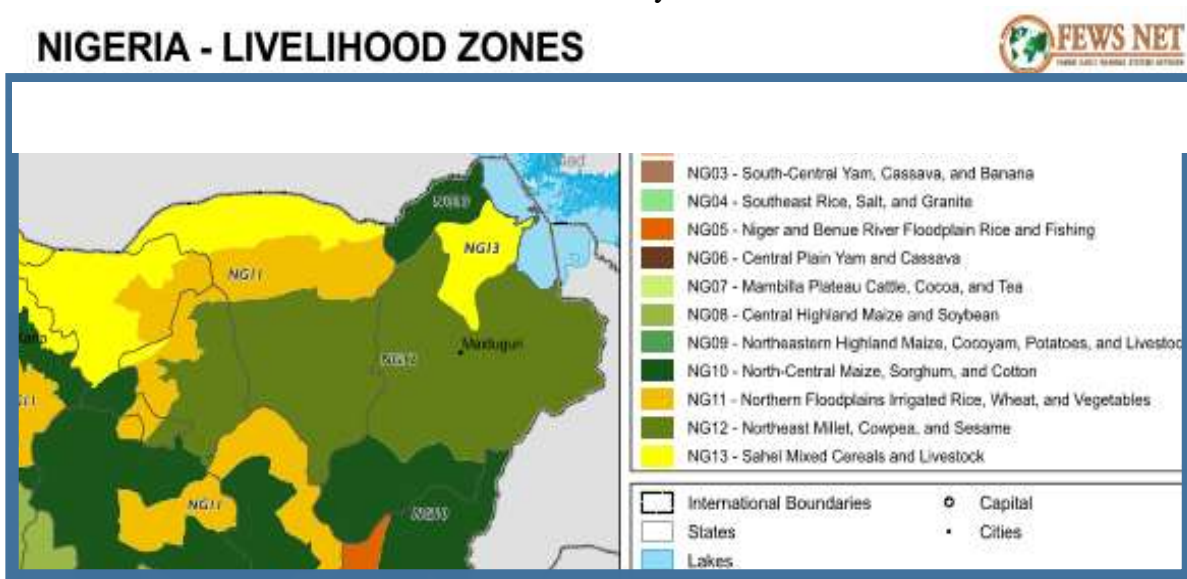 NIGERIA - LIVELIHOOD ZONES
FEWS NET
NG03 - South-Central Yam, Cassava, and Banana
NG04 - Southeast Rice, Salt, and Granite
NG05 - Niger and Benue River Floodplain Rice and Fishing
NG06 - Central Plain Yam and Cassava
NG07 - Mambilla Plateau Cattle, Cocoa, and Tea
NG08 - Central Highland Maize and Soybean
NG09 - Northeastern Highland Maize, Cocoyam, Potatoes, and Livestoc
NG10 - North-Central Maize, Sorghum, and Cotton
NG11 - Northern Floodplains Irrigated Rice, Wheat, and Vegetables
NG12 - Northeast Millet, Cowpea, and Sesame
NG13 - Sahel Mixed Cereals and Livestock
International Boundaries
Capital
States
Cities
Lakes
NG13
NG11
Maiduguri
NG12
NG11
NG10